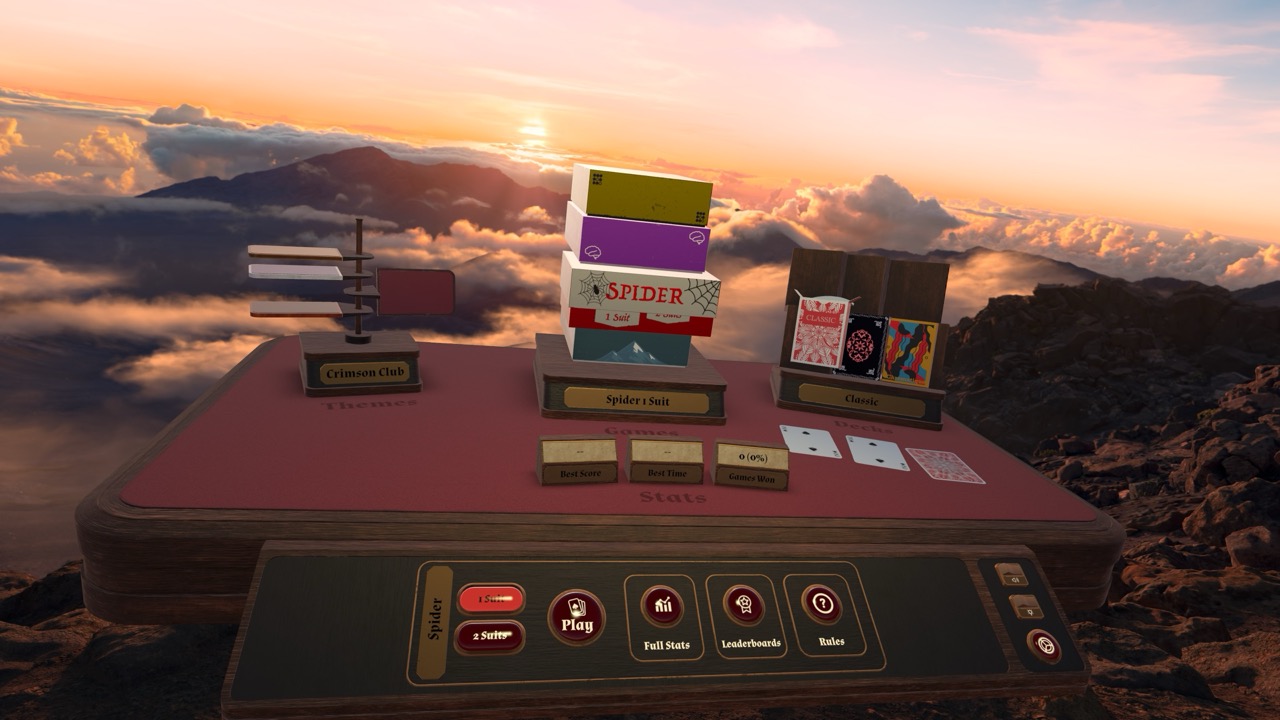 SPIDER
1 Suit
Crimson Club
Spider 1 Suit
Classic
CLASSIC
Themes
Games
Decks
--
--
0 (0%)
Best Score
Best Time
Games Won
Stats
Spider
1 Suit
2 Suits
Play
Full Stats
Leaderboards
?
Rules